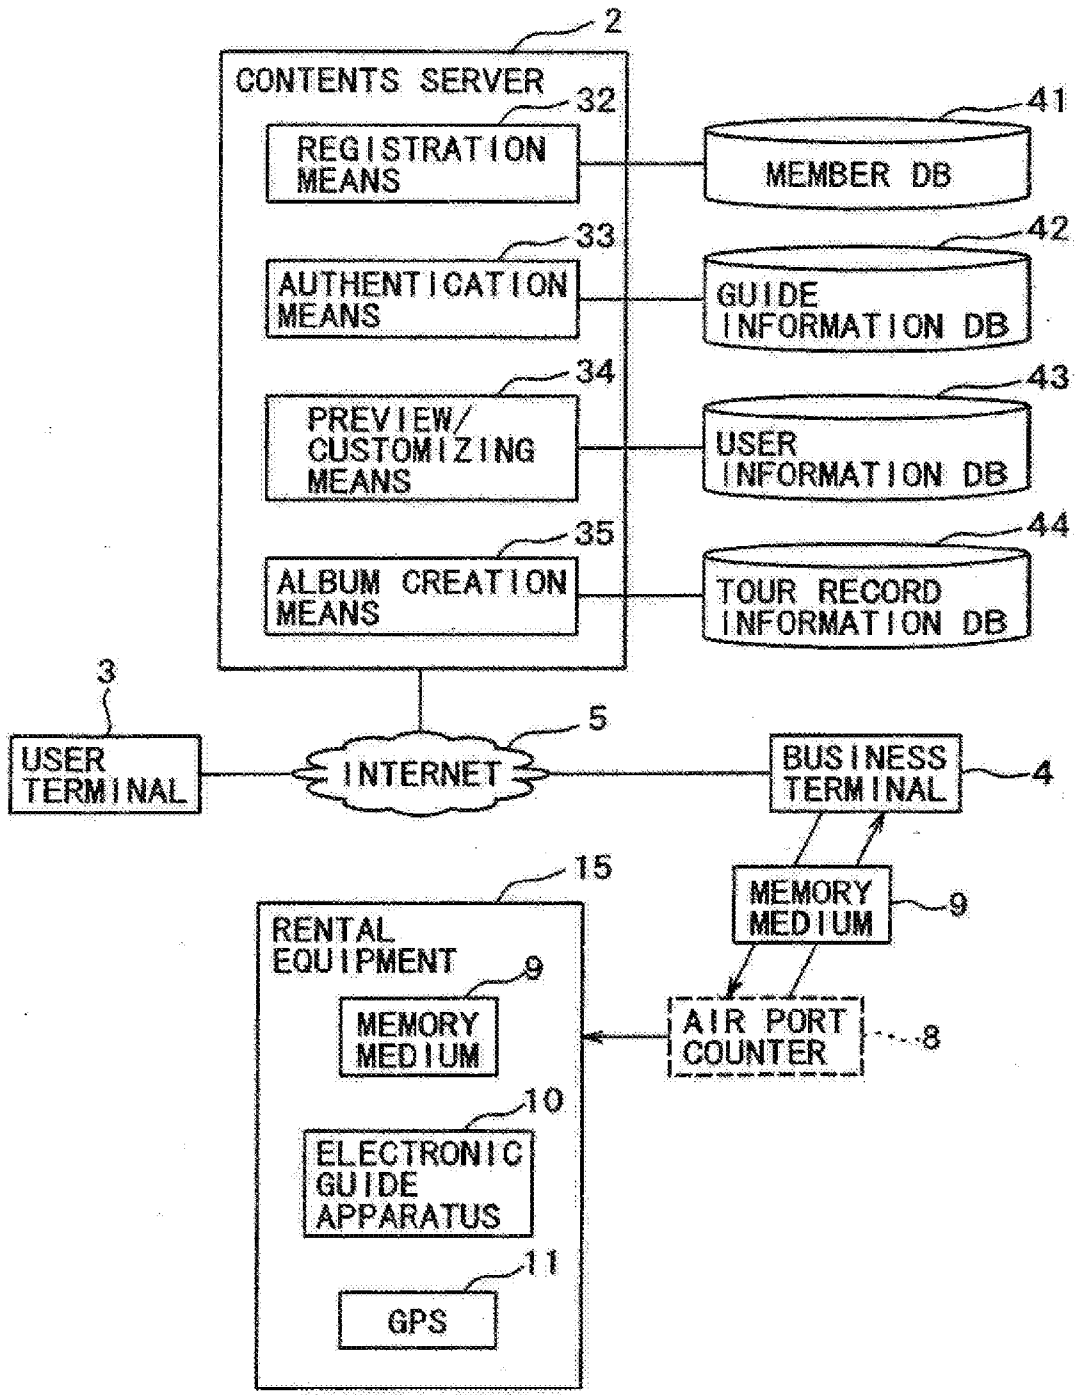 2
CONTENTS SERVER
32
REGISTRATION
MEANS
41
MEMBER DB
33
AUTHENTICATION
MEANS
42
GUIDE
INFORMATION DB
34
PREVIEW/
CUSTOMIZING
MEANS
43
USER
INFORMATION DB
35
ALBUM CREATION
MEANS
44
TOUR RECORD
INFORMATION DB
3
USER
TERMINAL
5
INTERNET
BUSINESS
TERMINAL
4
MEMORY
MEDIUM
9
15
RENTAL
EQUIPMENT
9
MEMORY
MEDIUM
AIR PORT
COUNTER
8
10
ELECTRONIC
GUIDE
APPARATUS
11
GPS